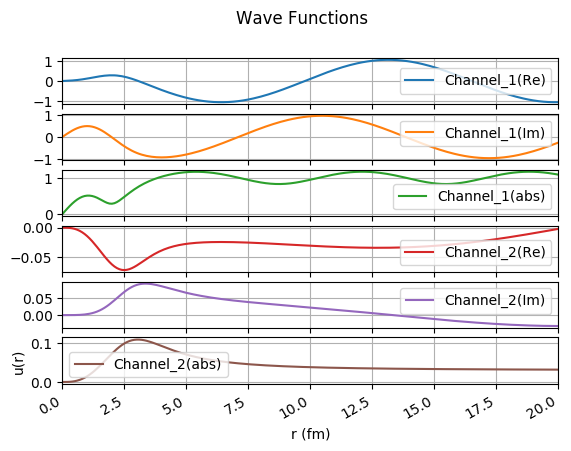 Wave Functions
1
0
−1
Channel_1(Re)
1
0
−1
Channel_1(Im)
1
0
Channel_1(abs)
0.00
−0.05
Channel_2(Re)
0.05
0.00
Channel_2(Im)
0.1
0.0
u(r)
Channel_2(abs)
0.0 2.5 5.0 7.5 10.0 12.5 15.0 17.5 20.0
r (fm)